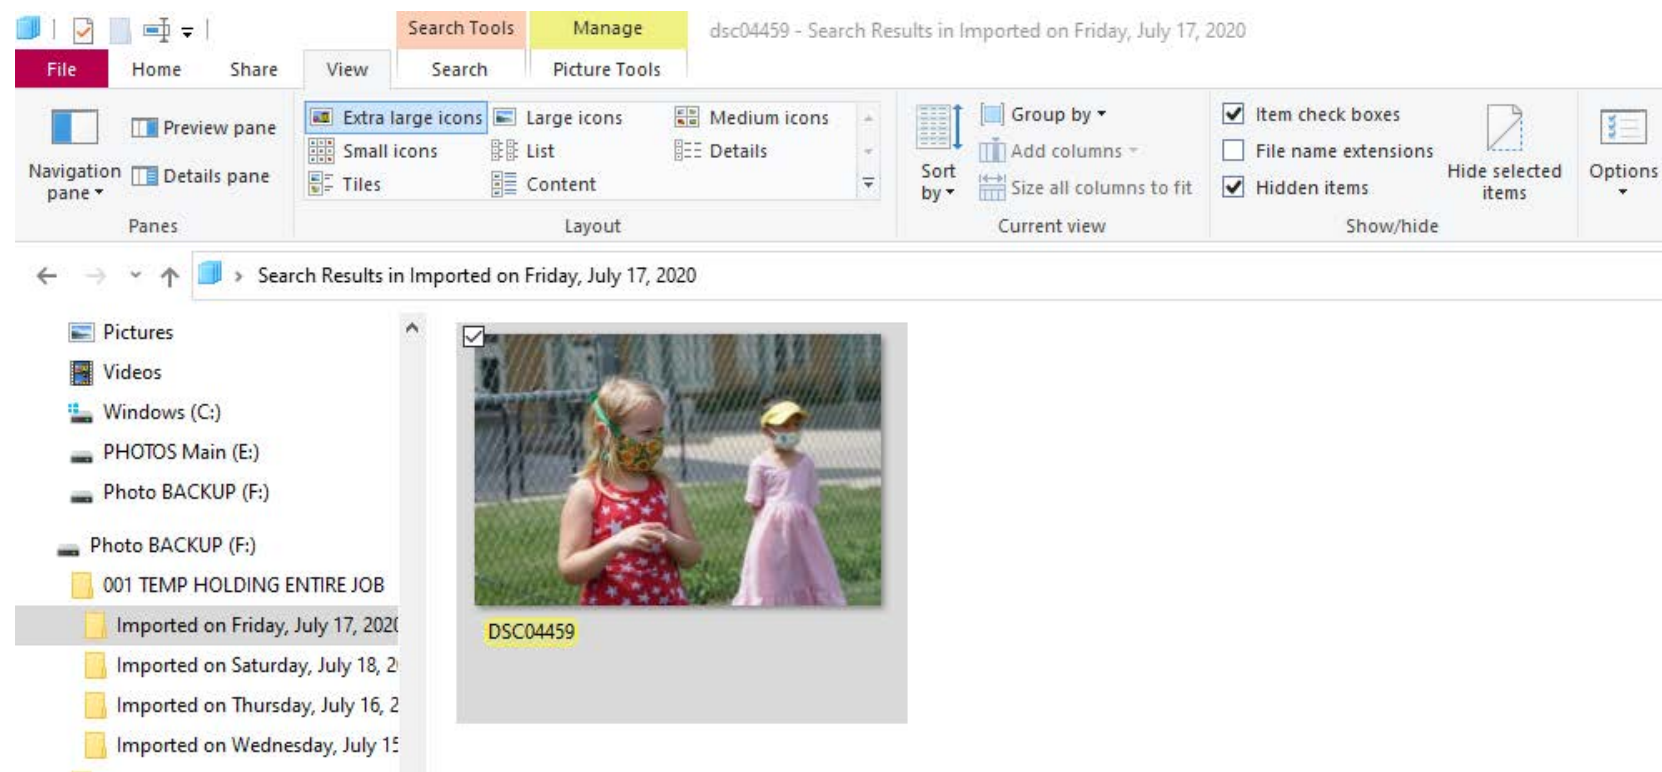 Search Tools Manage dsc04459 - Search Results in Imported on Friday, July 17, 2020
File Home Share View Search Picture Tools
Extra large icons Large icons Medium icons
Small icons List Details
Tiles Content
Preview pane
Details pane
Navigation
pane
Panes
Layout
Sort
by
Group by
Add columns
Size all columns to fit
Current view
Item check boxes
File name extensions
Hidden items
Hide selected
items
Show/hide
Options
Search Results in Imported on Friday, July 17, 2020
Pictures
Videos
Windows (C:)
PHOTOS Main (E:)
Photo BACKUP (F:)
Photo BACKUP (F:)
001 TEMP HOLDING ENTIRE JOB
Imported on Friday, July 17, 2020
Imported on Saturday, July 18, 2
Imported on Thursday, July 16, 2
Imported on Wednesday, July 15
DSC04459